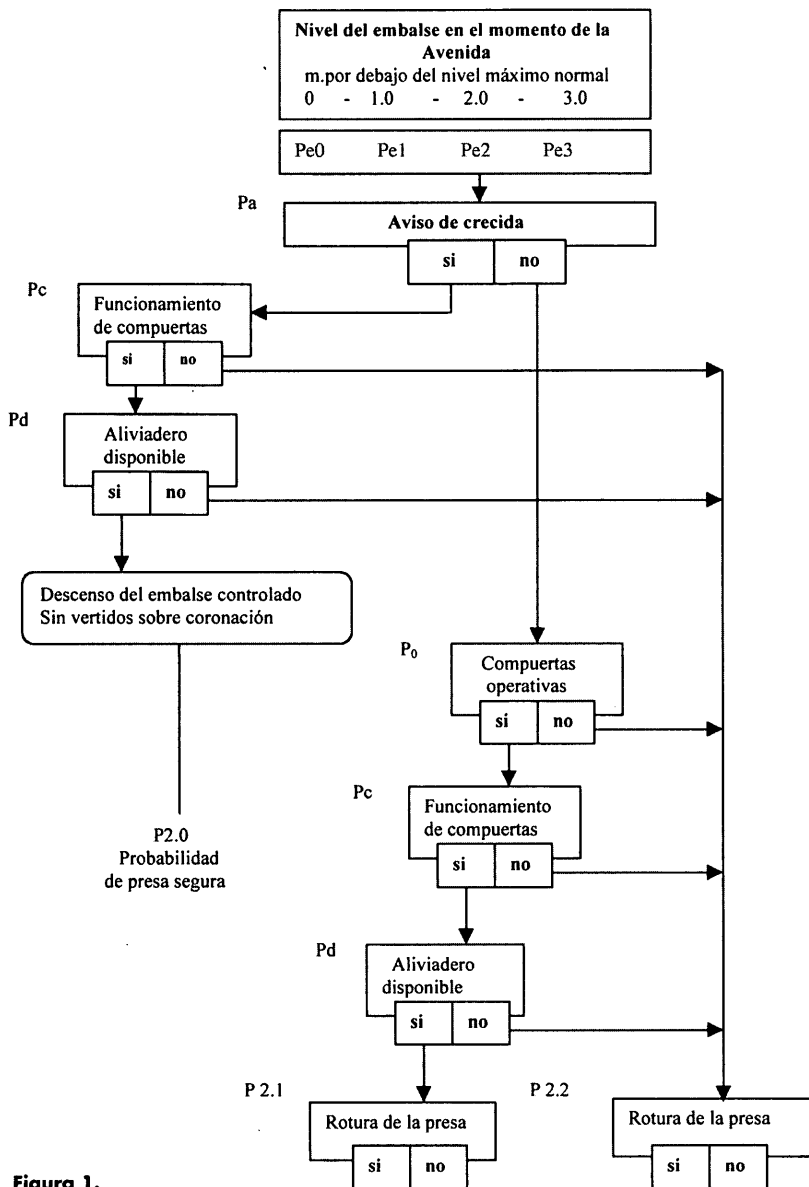 Nivel del embalse en el momento de la
Avenida
m.por debajo del nivel máximo normal
0 - 1.0 - 2.0 - 3.0
Pe0 Pe1 Pe2 Pe3
Pa
Aviso de crecida
si no
Pc
Funcionamiento
de compuertas
si no
Pd
Aliviadero
disponible
si no
Descenso del embalse controlado
Sin vertidos sobre coronación
P2.0
Probabilidad
de presa segura
P₀
Compuertas
operativas
si no
Pc
Funcionamiento
de compuertas
si no
Pd
Aliviadero
disponible
si no
P 2.1
Rotura de la presa
si no
P 2.2
Rotura de la presa
si no
Figura 1.